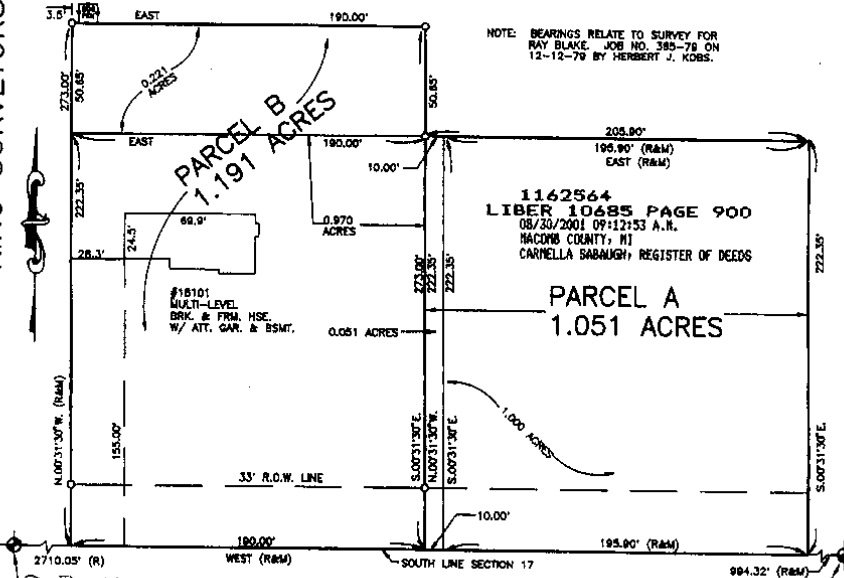 3.5'
EAST
190.00'
NOTE: BEARINGS RELATE TO SURVEY FOR
RAY BLAKE. JOB NO. 385-79 ON
12-12-79 BY HERBERT J. KOBS.
0.221
ACRES
273.00'
50.65'
50.65'
PARCEL B
1.191 ACRES
EAST
190.00'
10.00'
205.90'
195.90' (R&M)
EAST (R&M)
222.35'
69.9'
24.5'
26.3'
0.970
ACRES
1162564
LIBER 10685 PAGE 900
08/30/2001 09:12:53 A.M.
MACOMB COUNTY, MI
CARMELLA SABAUGH, REGISTER OF DEEDS
273.00'
222.35'
222.35'
222.35'
#16101
MULTI-LEVEL
BRK. & FRM. HSE.
W/ ATT. GAR. & BSMT.
PARCEL A
1.051 ACRES
0.051 ACRES
1.000 ACRES
N.00°31'30"W. (R&M)
155.00'
33' R.O.W. LINE
S.00°31'30"E.
N.00°31'30"W.
S.00°31'30"E.
S.00°31'30"E.
10.00'
190.00'
195.90' (R&M)
2710.05' (R)
WEST (R&M)
SOUTH LINE SECTION 17
994.32' (R&M)